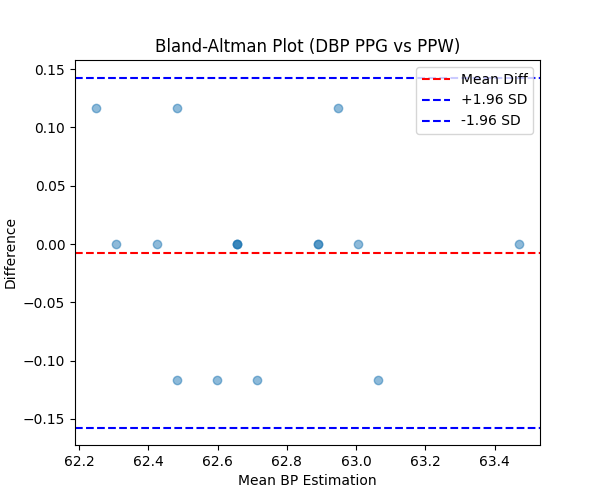 Bland-Altman Plot (DBP PPG vs PPW)
0.15
0.10
0.05
0.00
−0.05
−0.10
−0.15
Difference
Mean Diff
+1.96 SD
-1.96 SD
62.2 62.4 62.6 62.8 63.0 63.2 63.4
Mean BP Estimation